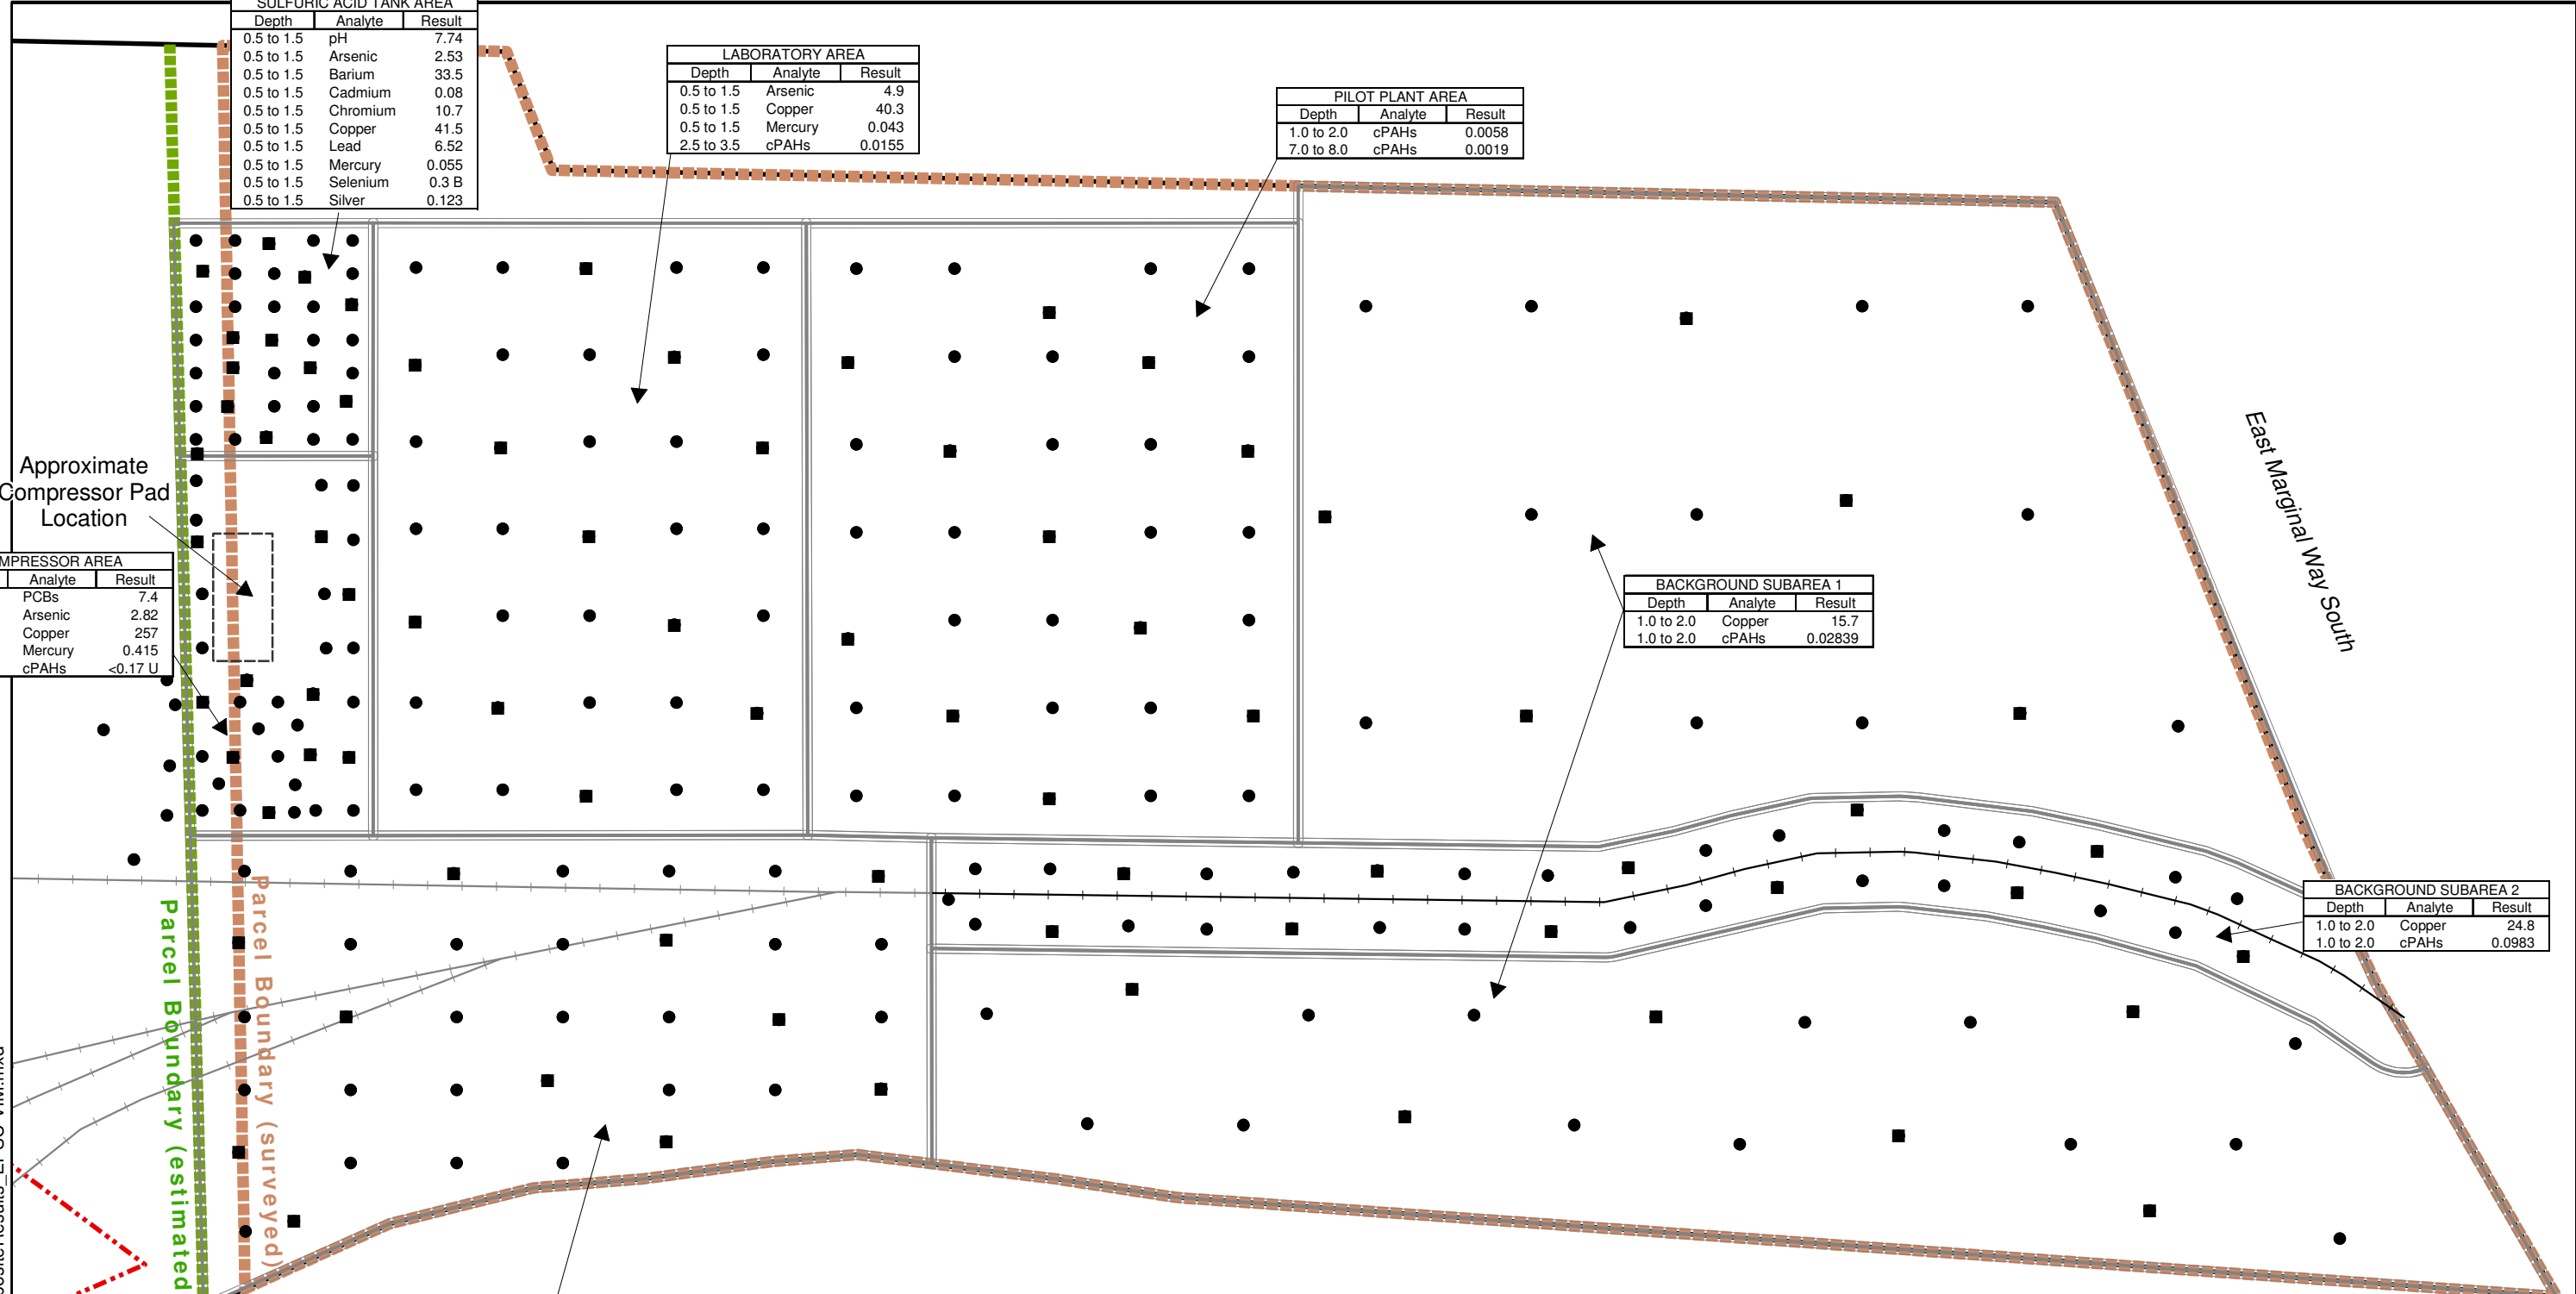 SULFURIC ACID TANK AREA
Depth Analyte Result
0.5 to 1.5 pH 7.74
0.5 to 1.5 Arsenic 2.53
0.5 to 1.5 Barium 33.5
0.5 to 1.5 Cadmium 0.08
0.5 to 1.5 Chromium 10.7
0.5 to 1.5 Copper 41.5
0.5 to 1.5 Lead 6.52
0.5 to 1.5 Mercury 0.055
0.5 to 1.5 Selenium 0.3 B
0.5 to 1.5 Silver 0.123
LABORATORY AREA
Depth Analyte Result
0.5 to 1.5 Arsenic 4.9
0.5 to 1.5 Copper 40.3
0.5 to 1.5 Mercury 0.043
2.5 to 3.5 cPAHs 0.0155
PILOT PLANT AREA
Depth Analyte Result
1.0 to 2.0 cPAHs 0.0058
7.0 to 8.0 cPAHs 0.0019
East Marginal Way South
Approximate
Compressor Pad
Location
MPRESSOR AREA
Analyte Result
PCBs 7.4
Arsenic 2.82
Copper 257
Mercury 0.415
cPAHs <0.17 U
BACKGROUND SUBAREA 1
Depth Analyte Result
1.0 to 2.0 Copper 15.7
1.0 to 2.0 cPAHs 0.02839
BACKGROUND SUBAREA 2
Depth Analyte Result
1.0 to 2.0 Copper 24.8
1.0 to 2.0 cPAHs 0.0983
Parcel Boundary (estimated
Parcel Boundary (surveyed)